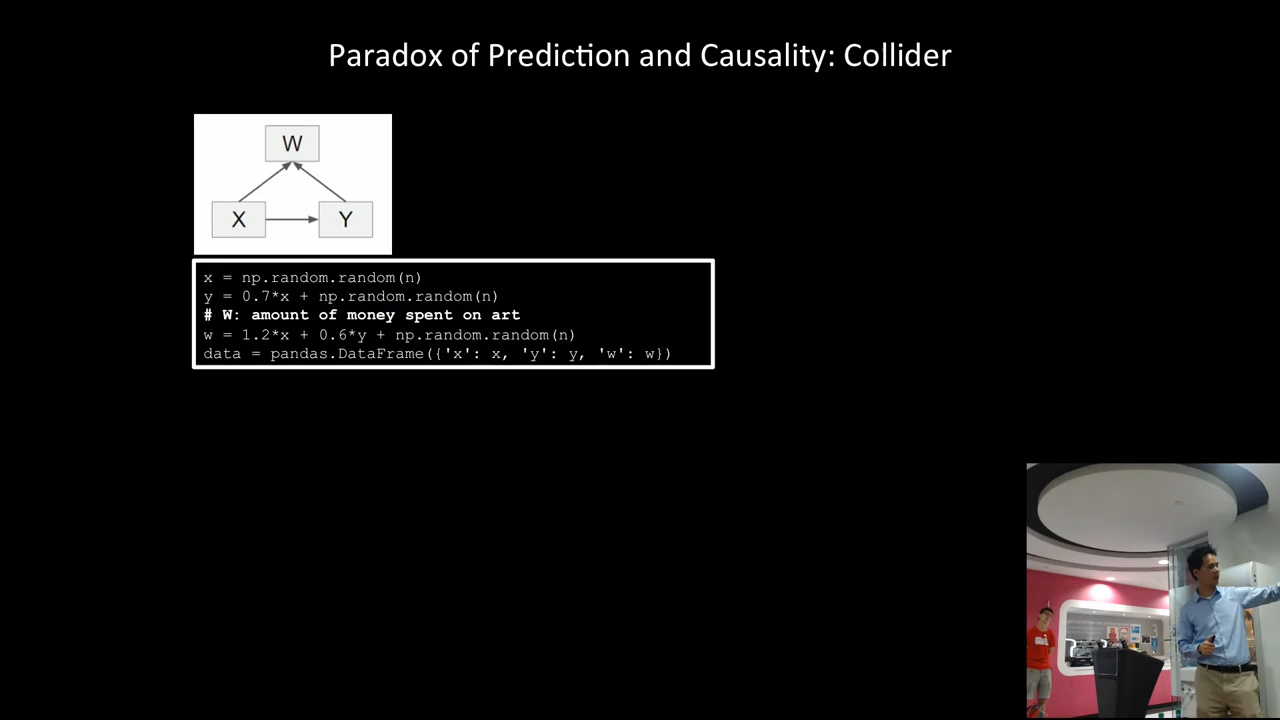 Paradox of Prediction and Causality: Collider
W
X
Y
x = np.random.random(n)
y = 0.7*x + np.random.random(n)
# W: amount of money spent on art
w = 1.2*x + 0.6*y + np.random.random(n)
data = pandas.DataFrame({'x': x, 'y': y, 'w': w})